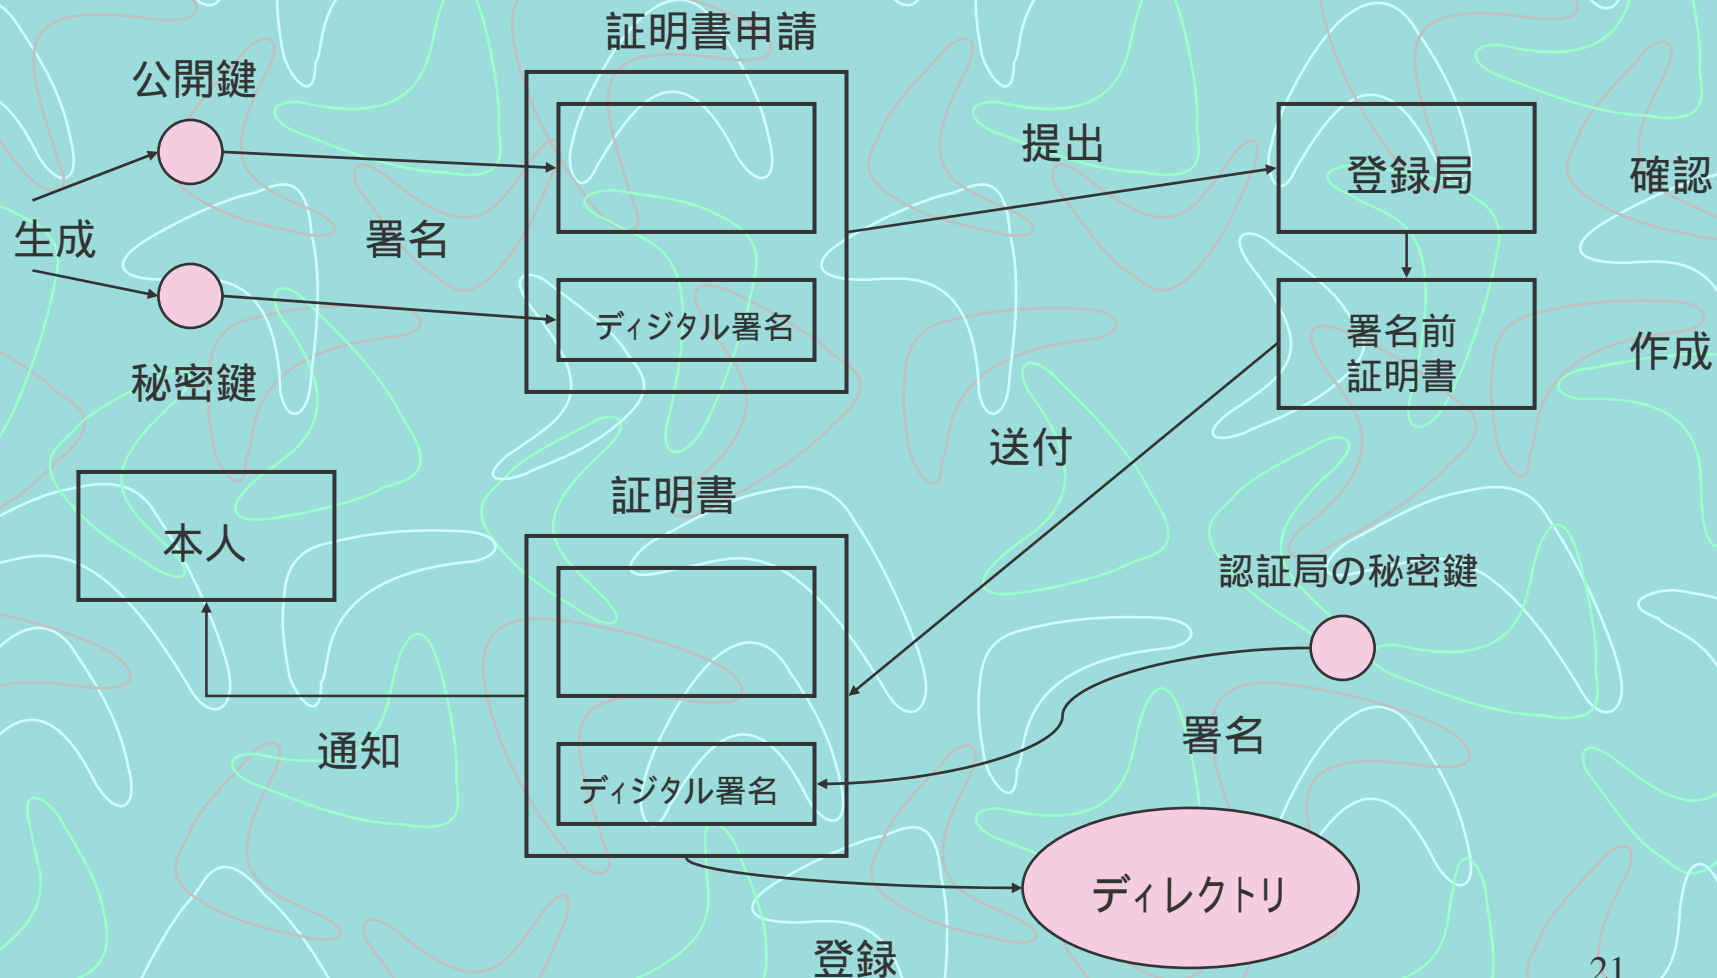 証明書申請
公開鍵
提出
登録局
確認
生成
署名
ディジタル署名
署名前
証明書
作成
秘密鍵
送付
証明書
本人
認証局の秘密鍵
署名
通知
ディジタル署名
ディレクトリ
登録
21